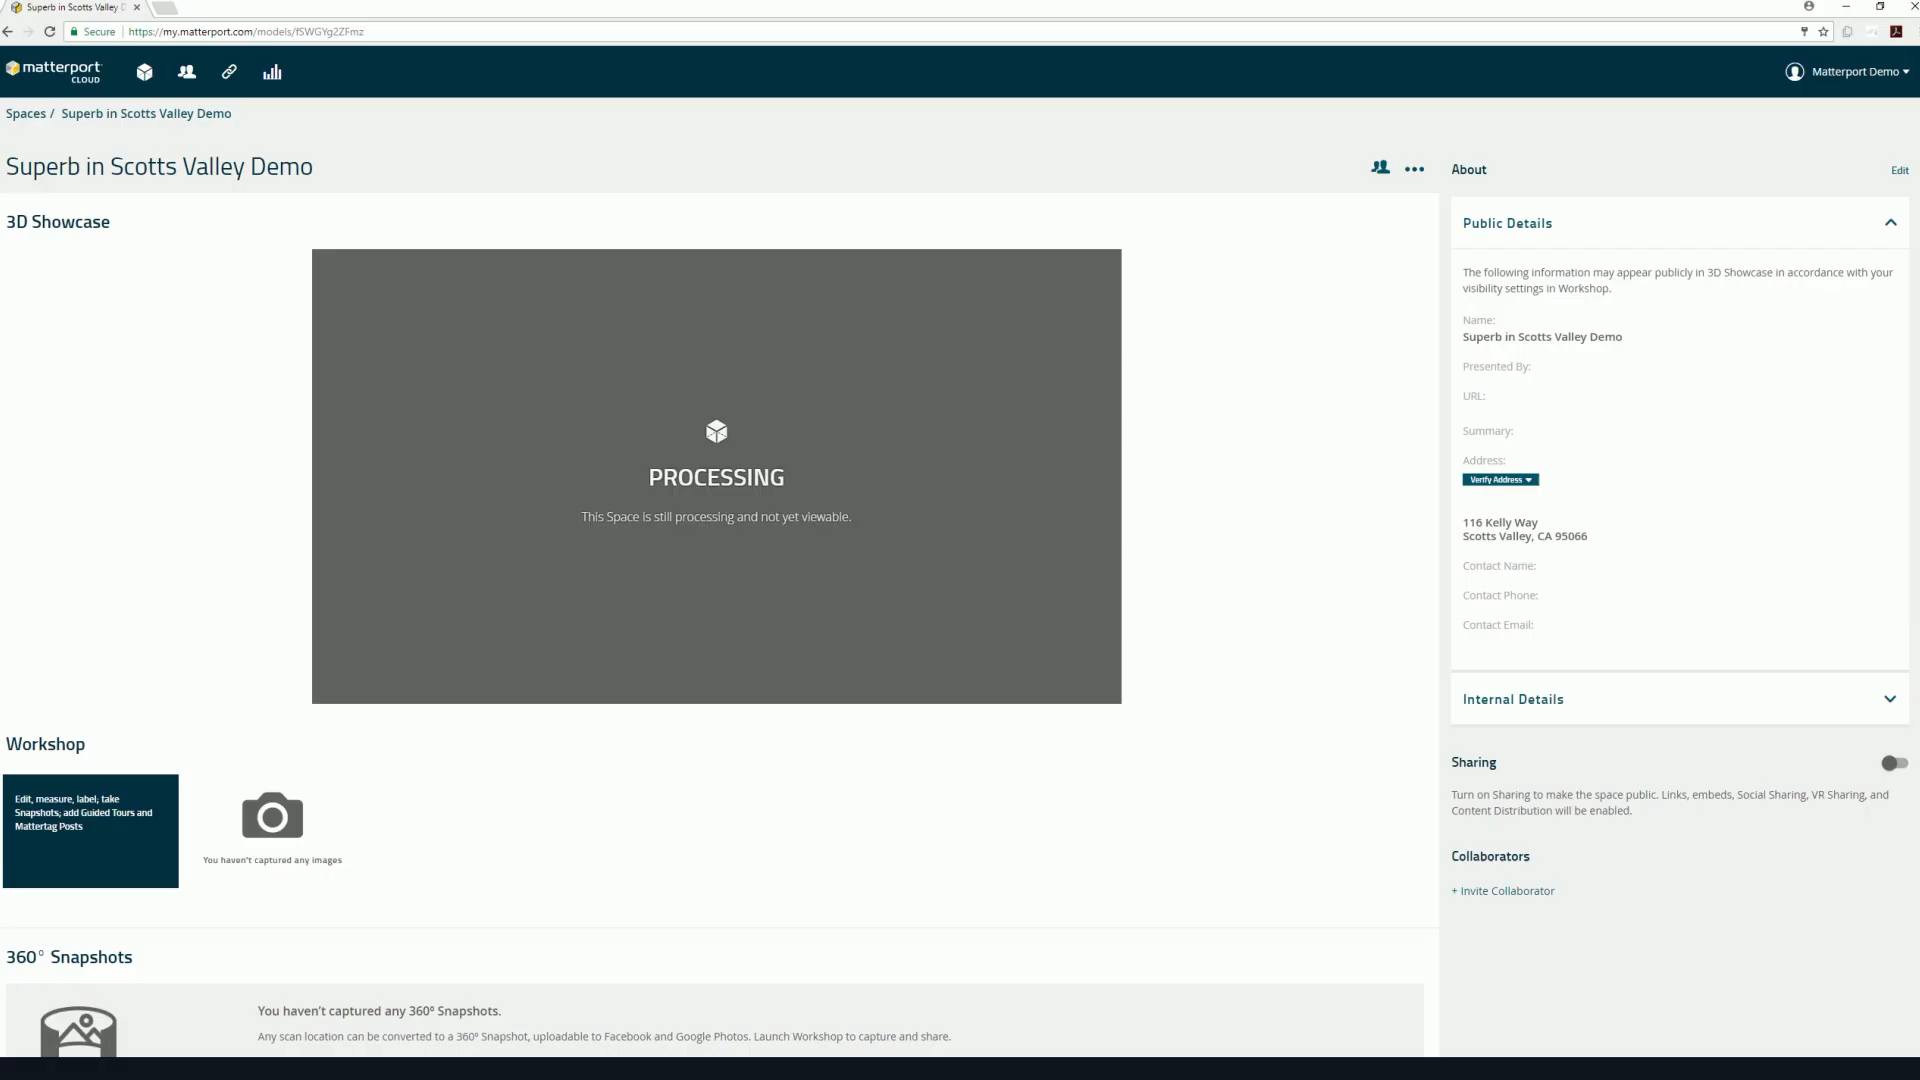 Superb in Scotts Valley D
Secure
https://my.matterport.com/models/fSWGYg2ZFmz
matterport
CLOUD
Matterport Demo
Spaces / Superb in Scotts Valley Demo
Superb in Scotts Valley Demo
About
Edit
3D Showcase
PROCESSING
This Space is still processing and not yet viewable.
Public Details
The following information may appear publicly in 3D Showcase in accordance with your
visibility settings in Workshop.
Name:
Superb in Scotts Valley Demo
Presented By:
URL:
Summary:
Address:
Verify Address
116 Kelly Way
Scotts Valley, CA 95066
Contact Name:
Contact Phone:
Contact Email:
Internal Details
Workshop
Edit, measure, label; take
Snapshots; add Guided Tours and
Mattertag Posts
You haven't captured any images
Sharing
Turn on Sharing to make the space public. Links, embeds, Social Sharing, VR Sharing, and
Content Distribution will be enabled.
Collaborators
+ Invite Collaborator
360° Snapshots
You haven't captured any 360º Snapshots.
Any scan location can be converted to a 360º Snapshot, uploadable to Facebook and Google Photos. Launch Workshop to capture and share.